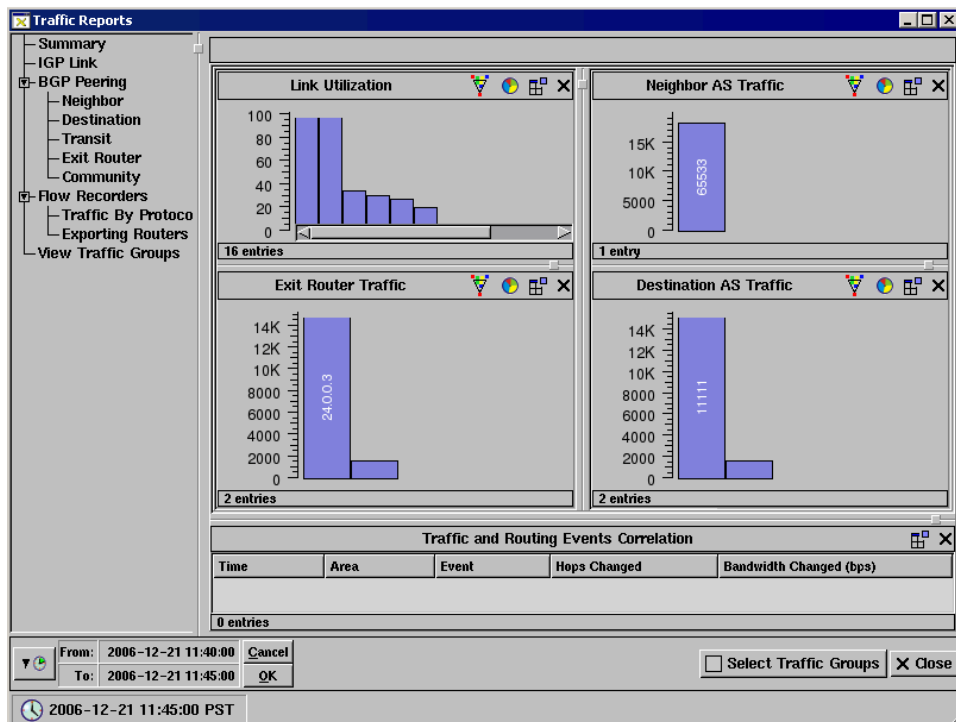 Traffic Reports
Summary
IGP Link
BGP Peering
Neighbor
Destination
Transit
Exit Router
Community
Flow Recorders
Traffic By Protoco
Exporting Routers
View Traffic Groups
Link Utilization
100
80
60
40
20
0
16 entries
Neighbor AS Traffic
15K
10K
5000
0
65533
1 entry
Exit Router Traffic
14K
12K
10K
8000
6000
4000
2000
0
24.0.0.3
2 entries
Destination AS Traffic
14K
12K
10K
8000
6000
4000
2000
0
11111
2 entries
Traffic and Routing Events Correlation
Time Area Event Hops Changed Bandwidth Changed (bps)
0 entries
From: 2006-12-21 11:40:00 Cancel
To: 2006-12-21 11:45:00 OK
Select Traffic Groups
Close
2006-12-21 11:45:00 PST